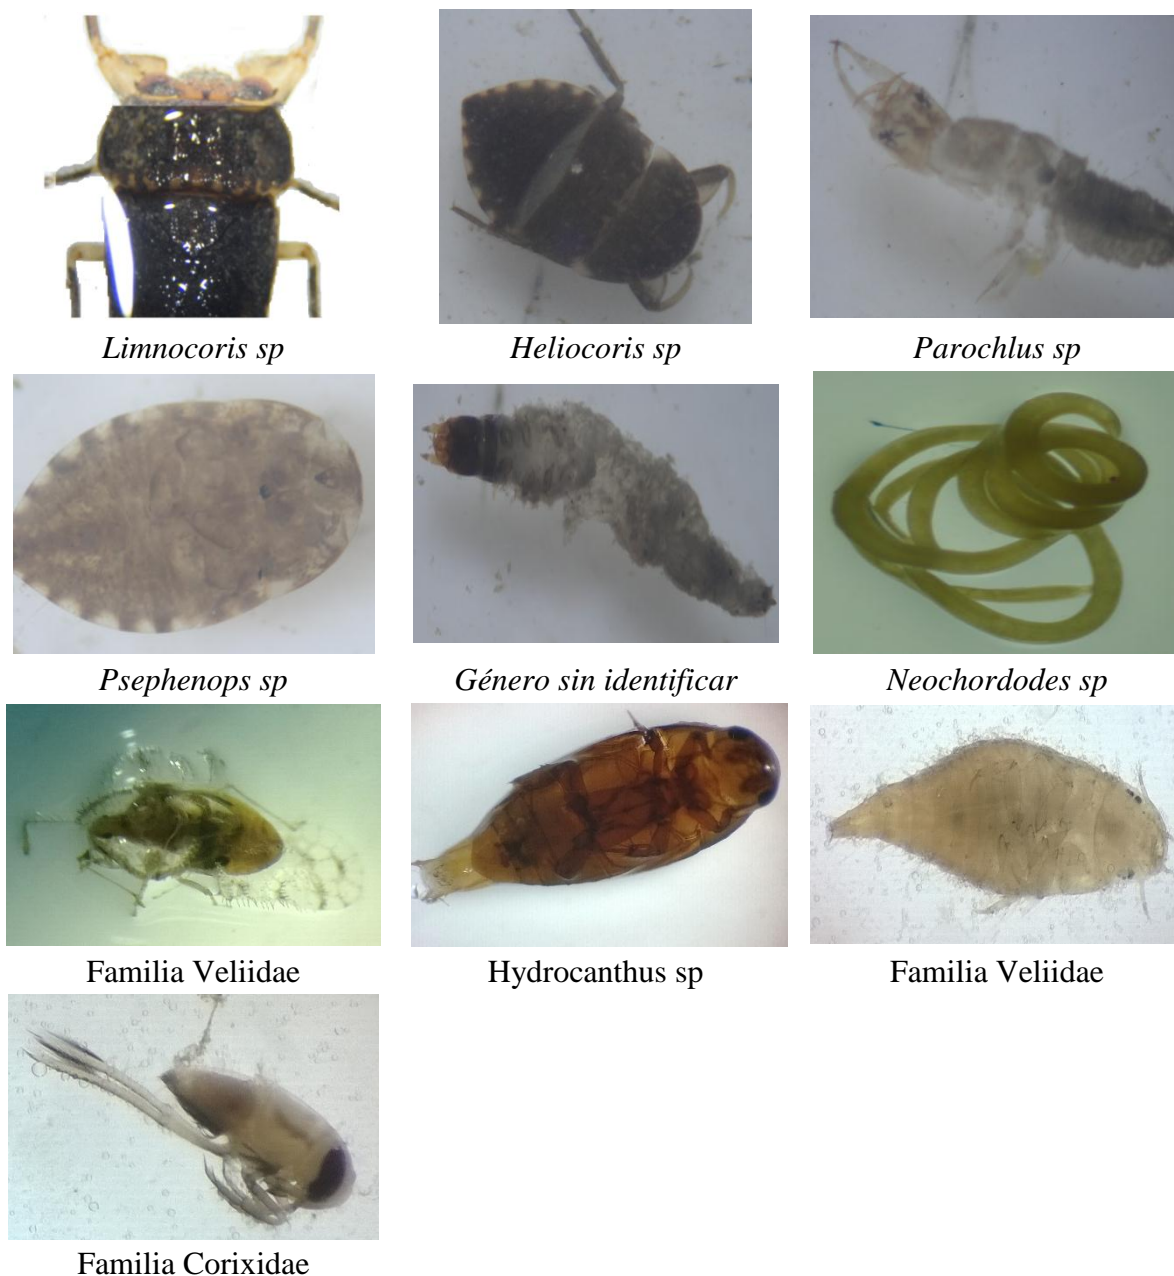 Limnocoris sp
Heliocoris sp
Parochlus sp
Psephenops sp
Género sin identificar
Neochordodes sp
Familia Veliidae
Hydrocanthus sp
Familia Veliidae
Familia Corixidae